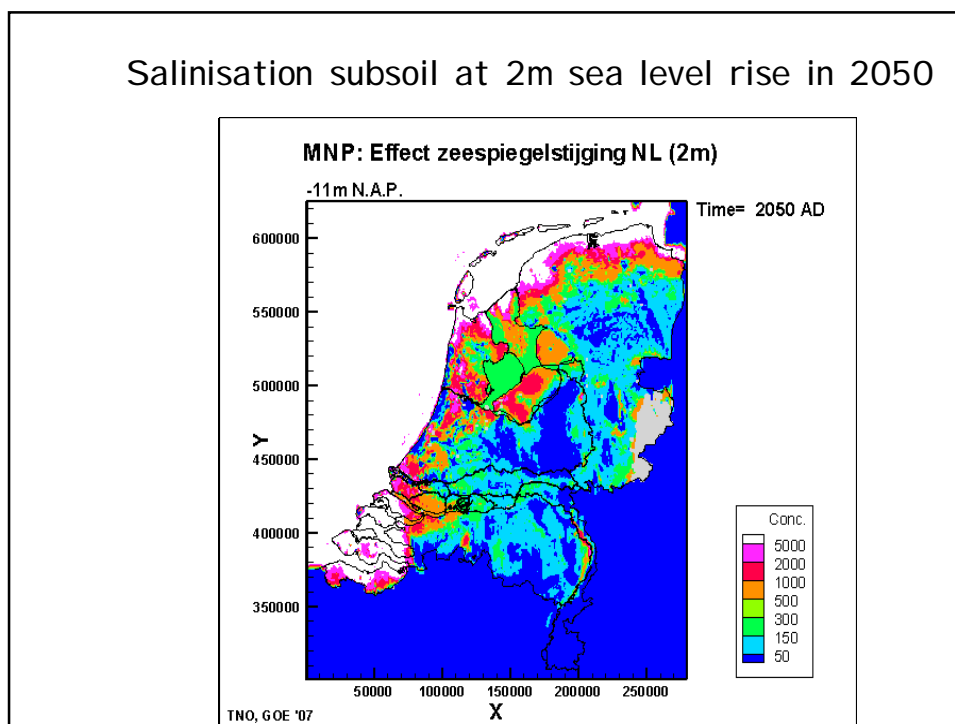 Salinisation subsoil at 2m sea level rise in 2050
MNP: Effect zeespiegelstijging NL (2m)
-11m N.A.P.
Time= 2050 AD
600000
550000
500000
450000
400000
350000
Y
50000 100000 150000 200000 250000
X
Conc.
5000
2000
1000
500
300
150
50
TNO, GOE '07